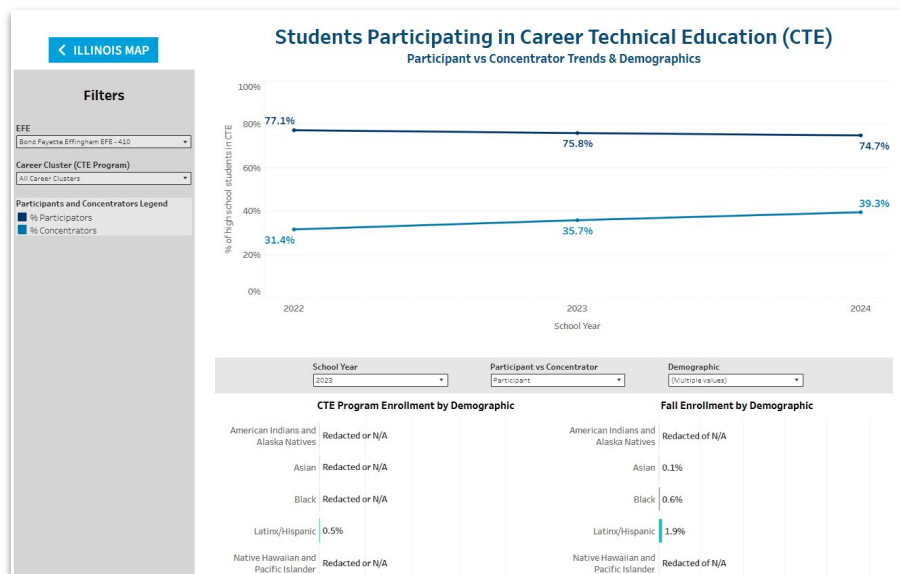 ILLINOIS MAP
Students Participating in Career Technical Education (CTE)
Participant vs Concentrator Trends & Demographics
Filters
EFE
Bond Fayette Effingham EFE - 410
Career Cluster (CTE Program)
All Career Clusters
Participants and Concentrators Legend
% Participators
% Concentrators
% of high school students in CTE
100%
80%
60%
40%
20%
0%
77.1%
75.8%
74.7%
31.4%
35.7%
39.3%
2022
2023
2024
School Year
School Year
2023
Participant vs Concentrator
Participant
Demographic
(Multiple values)
CTE Program Enrollment by Demographic
American Indians and
Alaska Natives
Redacted or N/A
Asian
Redacted or N/A
Black
Redacted or N/A
Latinx/Hispanic
0.5%
Native Hawaiian and
Pacific Islander
Redacted or N/A
Fall Enrollment by Demographic
American Indians and
Alaska Natives
Redacted of N/A
Asian
0.1%
Black
0.6%
Latinx/Hispanic
1.9%
Native Hawaiian and
Pacific Islander
Redacted of N/A